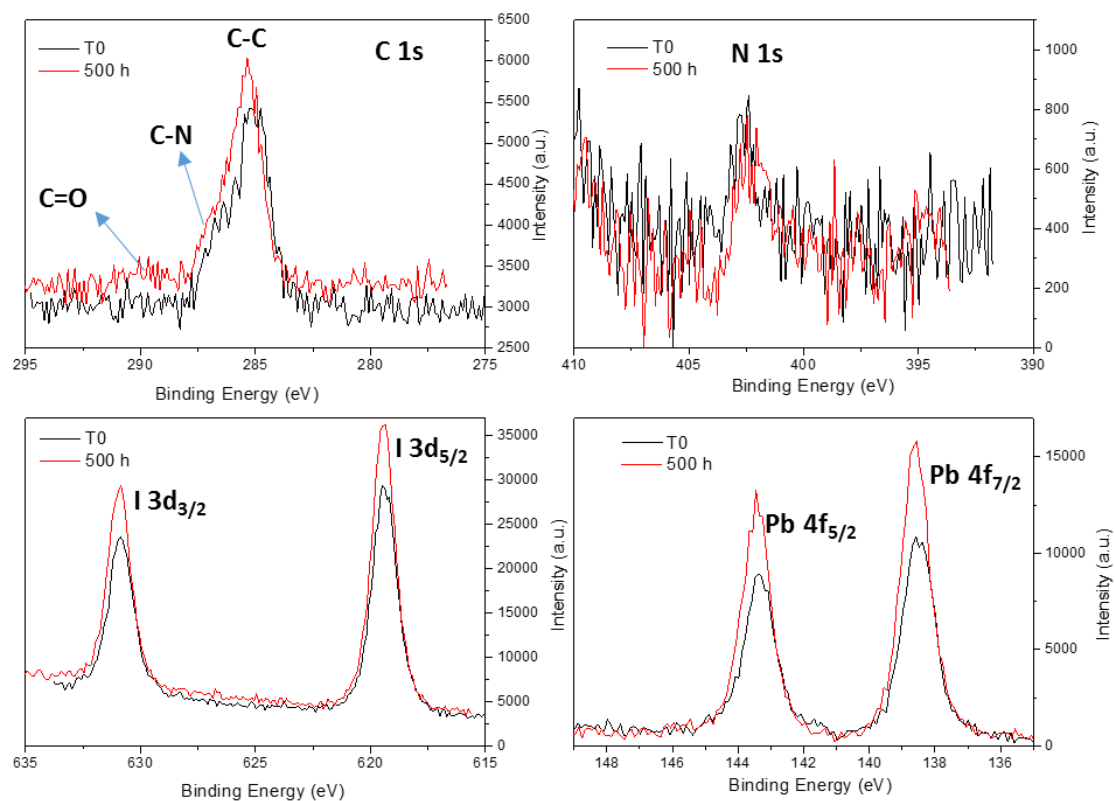 T0
500 h
C-C
C 1s
C-N
C=O
6500
6000
5500
5000
4500
4000
3500
3000
2500
Intensity (a.u.)
295 290 285 280 275
Binding Energy (eV)
T0
500 h
N 1s
1000
800
600
400
200
0
Intensity (a.u.)
410 405 400 395 390
Binding Energy (eV)
T0
500 h
I 3d5/2
I 3d3/2
35000
30000
25000
20000
15000
10000
5000
0
Intensity (a.u.)
635 630 625 620 615
Binding Energy (eV)
T0
500 h
Pb 4f7/2
Pb 4f5/2
15000
10000
5000
0
Intensity (a.u.)
148 146 144 142 140 138 136
Binding Energy (eV)